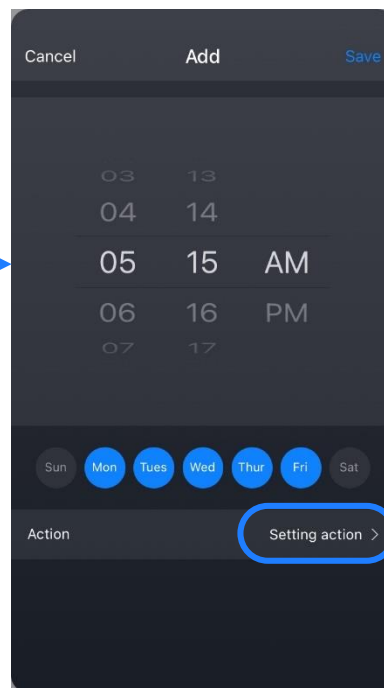 Cancel Add Save
03 13
04 14
05 15 AM
06 16 PM
07 17
Sun Mon Tues Wed Thur Fri Sat
Action Setting action >